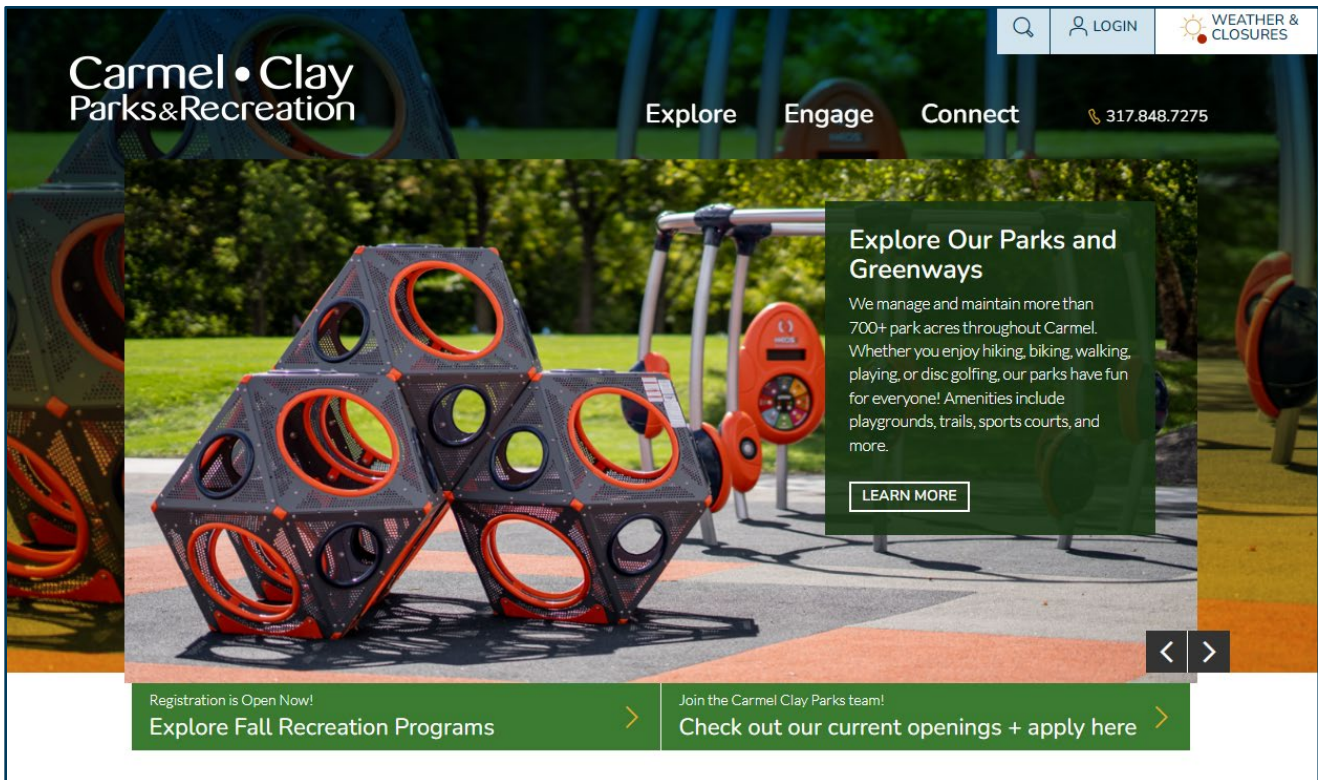 LOGIN
WEATHER &
CLOSURES
Carmel • Clay
Parks&Recreation
Explore
Engage
Connect
317.848.7275
Explore Our Parks and
Greenways
We manage and maintain more than
700+ park acres throughout Carmel.
Whether you enjoy hiking, biking, walking,
playing, or disc golfing, our parks have fun
for everyone! Amenities include
playgrounds, trails, sports courts, and
more.
LEARN MORE
Registration is Open Now!
Explore Fall Recreation Programs
Join the Carmel Clay Parks team!
Check out our current openings + apply here